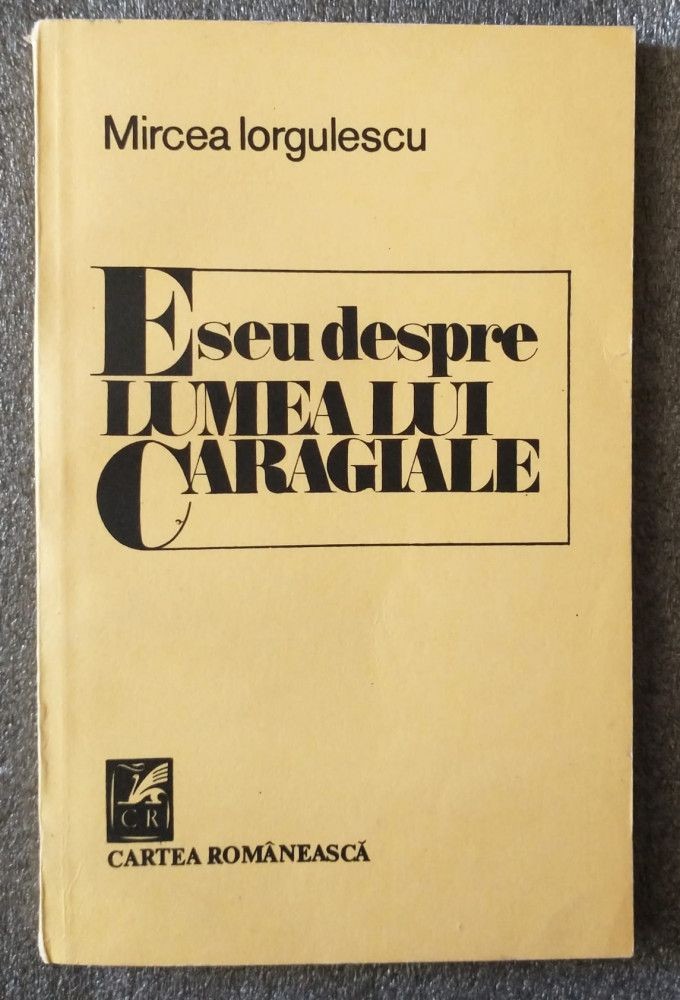 Mircea Iorgulescu
Eseu despre
LUMEA LUI
CARAGIALE
CR
CARTEA ROMÂNEASCĂ